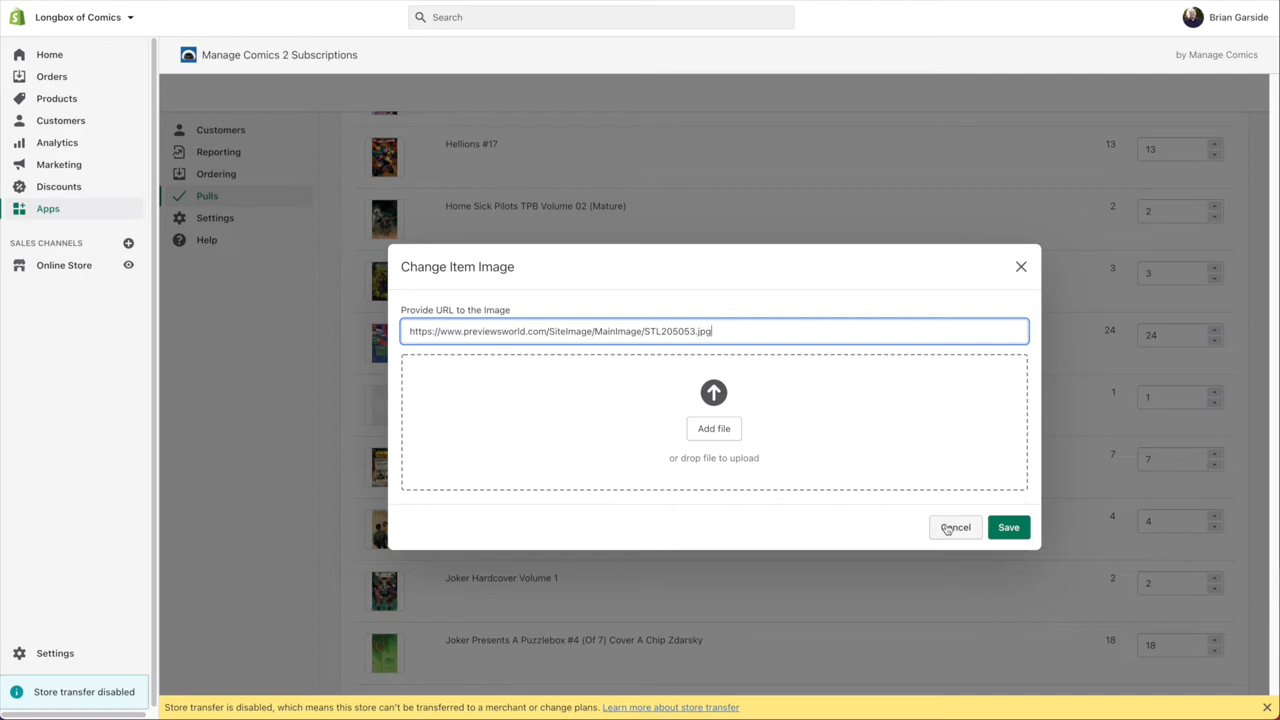 Longbox of Comics
Search
Brian Garside
Manage Comics 2 Subscriptions
by Manage Comics
Home
Orders
Products
Customers
Analytics
Marketing
Discounts
Apps
SALES CHANNELS
Online Store
Settings
Store transfer disabled
Customers
Reporting
Ordering
Pulls
Settings
Help
Hellions #17
13
13
Home Sick Pilots TPB Volume 02 (Mature)
2
2
3
3
24
24
1
1
7
7
4
4
Joker Hardcover Volume 1
2
2
Joker Presents A Puzzlebox #4 (Of 7) Cover A Chip Zdarsky
18
18
Change Item Image
Provide URL to the Image
https://www.previewsworld.com/SiteImage/MainImage/STL205053.jpg
Add file
or drop file to upload
Cancel
Save
Store transfer is disabled, which means this store can't be transferred to a merchant or change plans. Learn more about store transfer